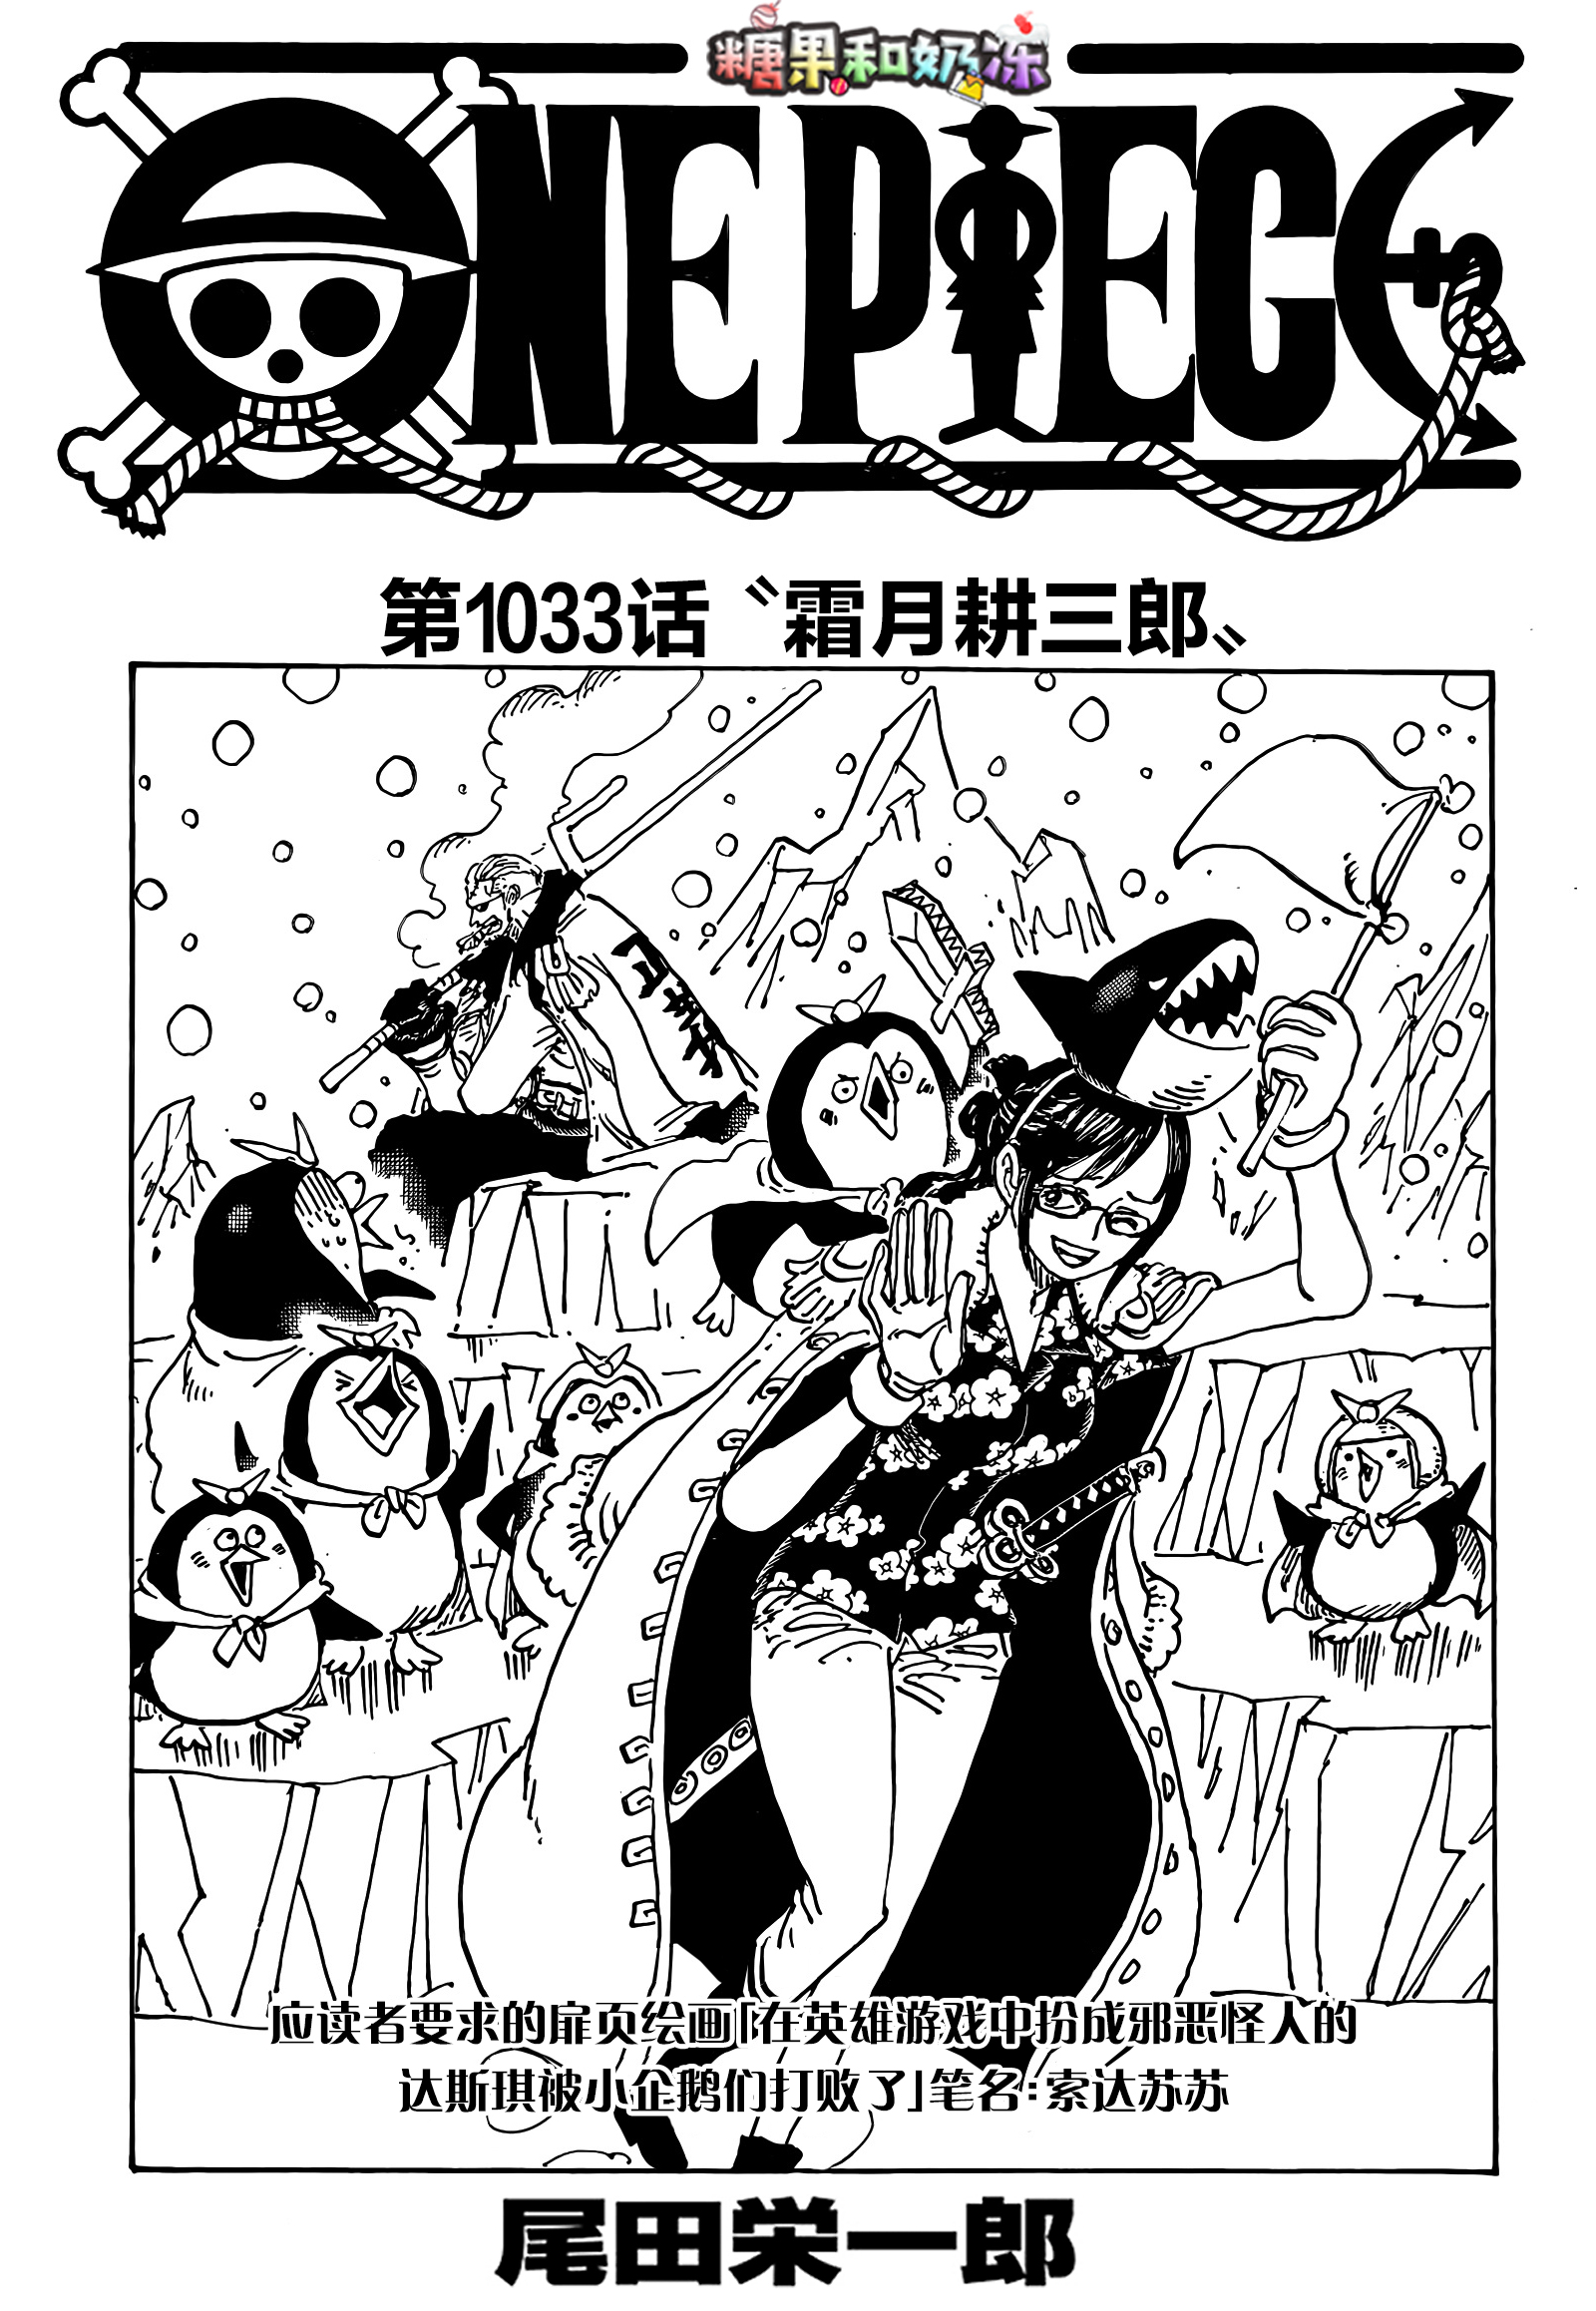 糖果和奶冻
ONE PIECE
第1033话〝霜月耕三郎〟
正義
应读者要求的扉页绘画「在英雄游戏中扮成邪恶怪人的
达斯琪被小企鹅们打败了」笔名:索达苏苏
尾田栄一郎